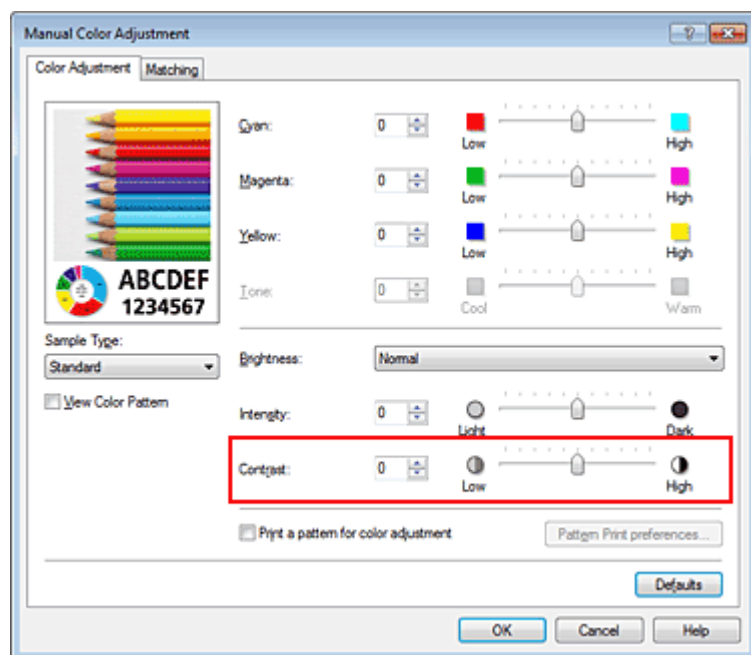 Manual Color Adjustment
Color Adjustment Matching
Cyan: 0 Low High
Magenta: 0 Low High
Yellow: 0 Low High
Tone: 0 Cool Warm
ABCDEF
1234567
Sample Type:
Standard
View Color Pattern
Brightness: Normal
Intensity: 0 Light Dark
Contrast: 0 Low High
Print a pattern for color adjustment Pattern Print preferences...
Defaults
OK Cancel Help